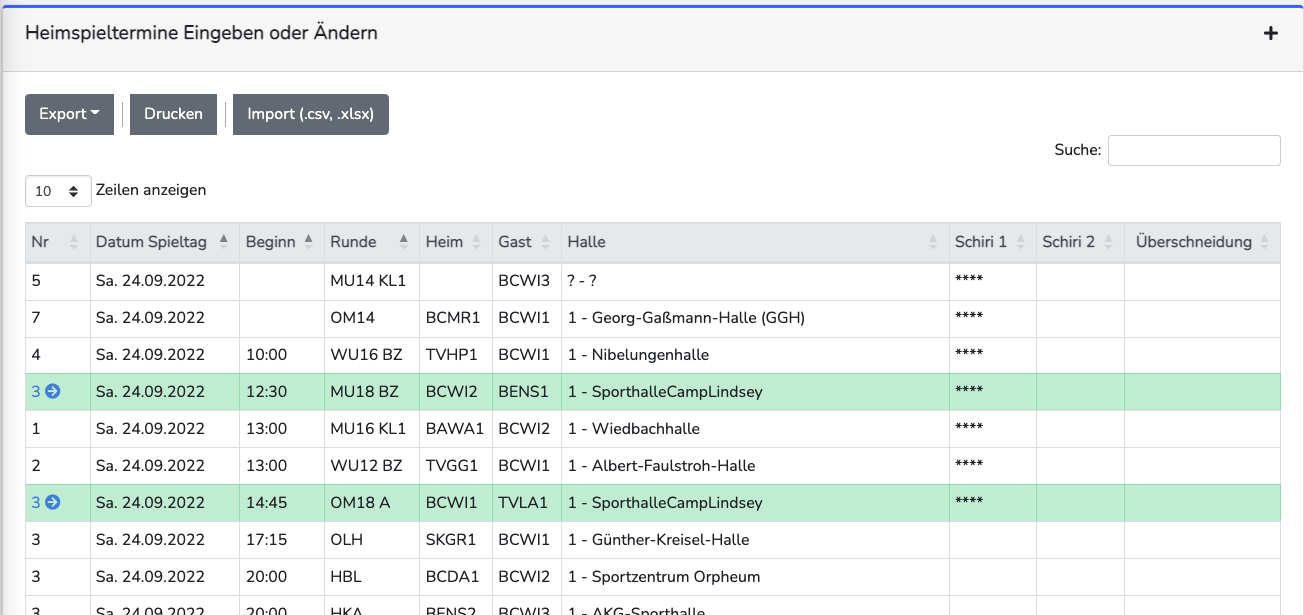 Heimspieltermine Eingeben oder Ändern
Export
Drucken
Import (.csv, .xlsx)
Suche:
10 Zeilen anzeigen
Nr Datum Spieltag Beginn Runde Heim Gast Halle Schiri 1 Schiri 2 Überschneidung
5 Sa. 24.09.2022 MU14 KL1 BCWI3 ? - ? ****
7 Sa. 24.09.2022 OM14 BCMR1 BCWI1 1 - Georg-Gaßmann-Halle (GGH) ****
4 Sa. 24.09.2022 10:00 WU16 BZ TVHP1 BCWI1 1 - Nibelungenhalle ****
3 Sa. 24.09.2022 12:30 MU18 BZ BCWI2 BENS1 1 - SporthalleCampLindsey ****
1 Sa. 24.09.2022 13:00 MU16 KL1 BAWA1 BCWI2 1 - Wiedbachhalle ****
2 Sa. 24.09.2022 13:00 WU12 BZ TVGG1 BCWI1 1 - Albert-Faulstroh-Halle ****
3 Sa. 24.09.2022 14:45 OM18 A BCWI1 TVLA1 1 - SporthalleCampLindsey ****
3 Sa. 24.09.2022 17:15 OLH SKGR1 BCWI1 1 - Günther-Kreisel-Halle
3 Sa. 24.09.2022 20:00 HBL BCDA1 BCWI2 1 - Sportzentrum Orpheum
3 Sa. 24.09.2022 20:00 HKA BENS2 BCWI3 1 - AKG-Sporthalle